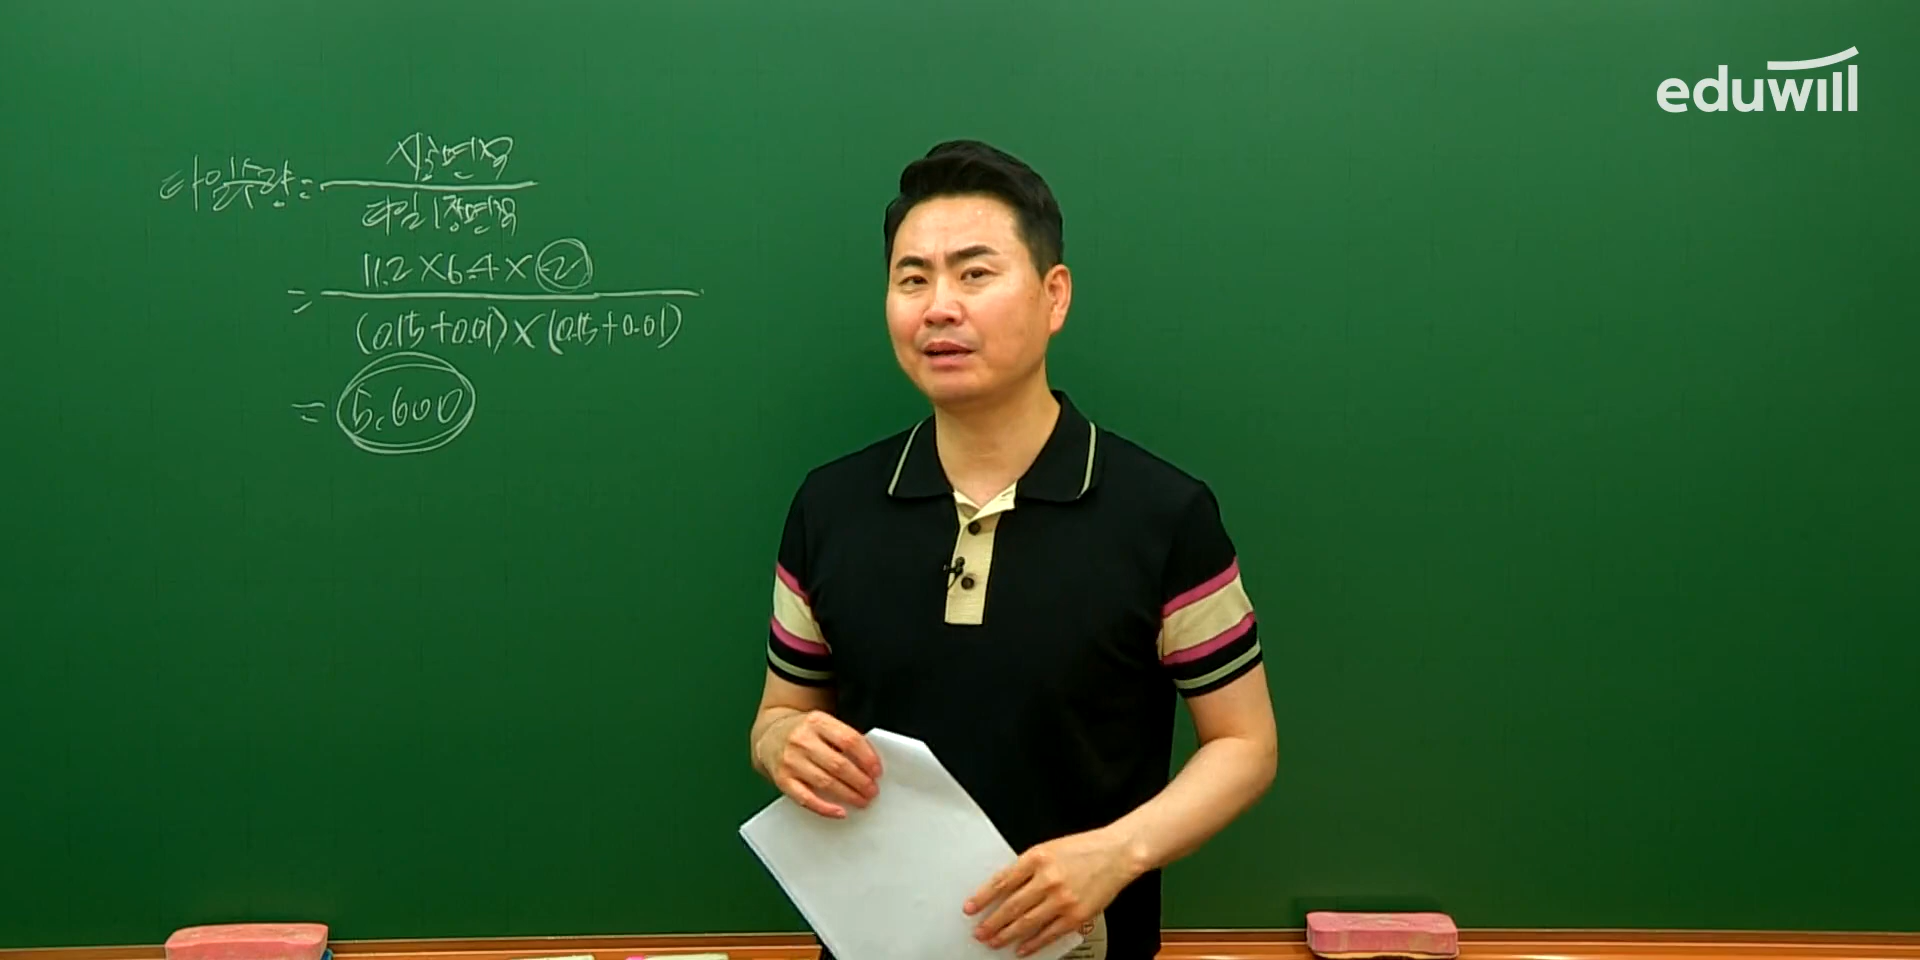 eduwill
타일수량 = 시공면적
타일 1장면적
= 11.2×6.4×2
(0.15+0.01)×(0.15+0.01)
= 5,600